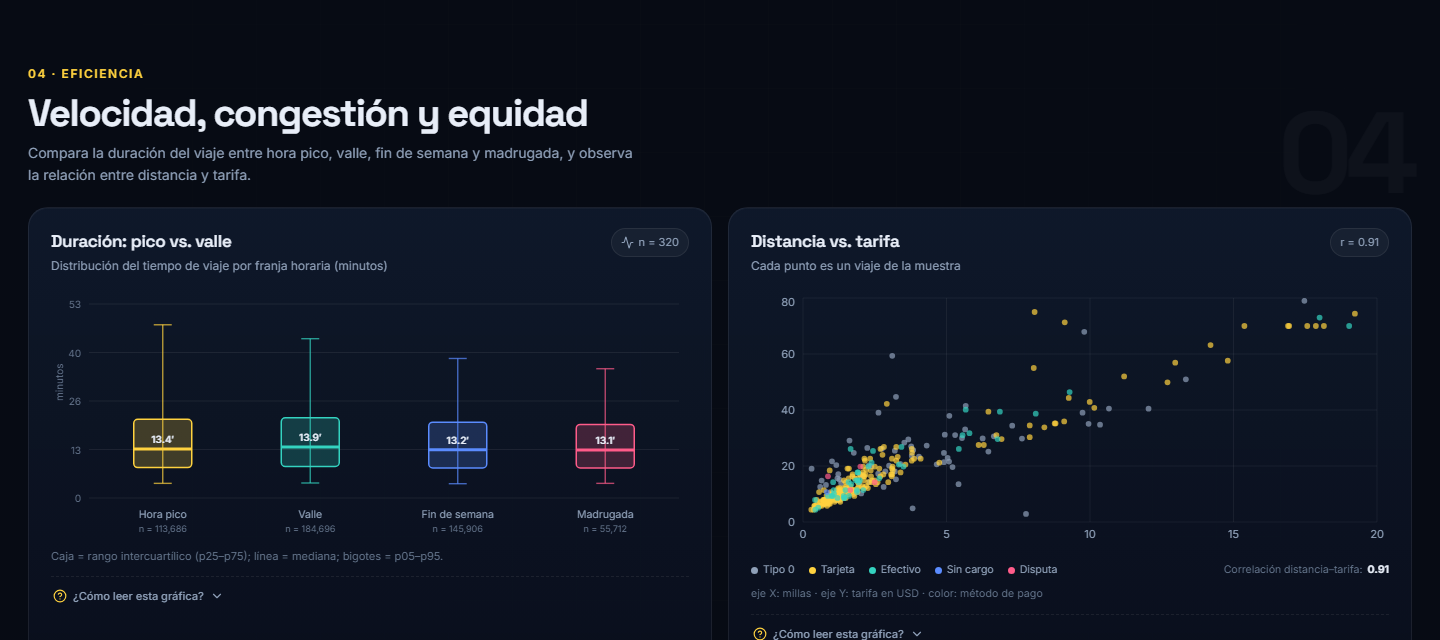 04 · EFICIENCIA
Velocidad, congestión y equidad
Compara la duración del viaje entre hora pico, valle, fin de semana y madrugada, y observa
la relación entre distancia y tarifa.
04
Duración: pico vs. valle
n = 320
Distribución del tiempo de viaje por franja horaria (minutos)
53
40
26
13
0
minutos
13.4′
13.9′
13.2′
13.1′
Hora pico
n = 113,686
Valle
n = 184,696
Fin de semana
n = 145,906
Madrugada
n = 55,712
Caja = rango intercuartílico (p25–p75); línea = mediana; bigotes = p05–p95.
¿Cómo leer esta gráfica?
Distancia vs. tarifa
r = 0.91
Cada punto es un viaje de la muestra
80
60
40
20
0
0 5 10 15 20
Tipo 0 Tarjeta Efectivo Sin cargo Disputa
Correlación distancia–tarifa: 0.91
eje X: millas · eje Y: tarifa en USD · color: método de pago
¿Cómo leer esta gráfica?